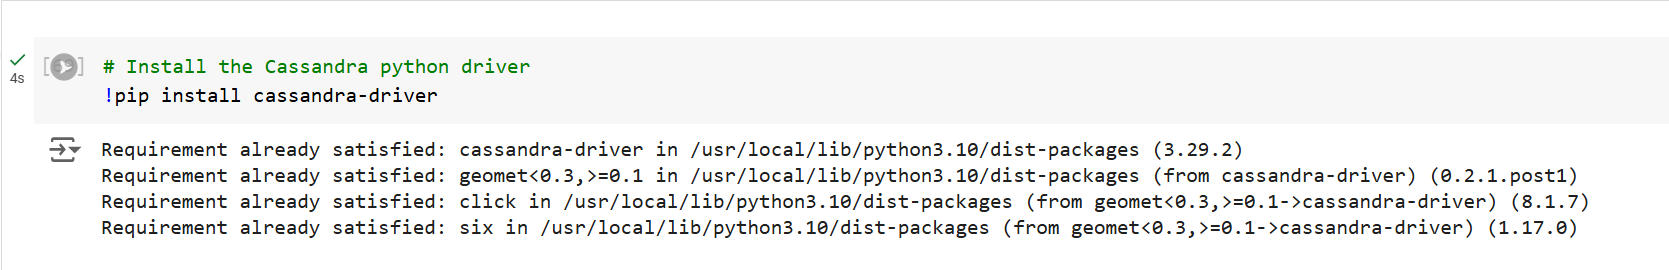 # Install the Cassandra python driver
!pip install cassandra-driver
4s
Requirement already satisfied: cassandra-driver in /usr/local/lib/python3.10/dist-packages (3.29.2)
Requirement already satisfied: geomet<0.3,>=0.1 in /usr/local/lib/python3.10/dist-packages (from cassandra-driver) (0.2.1.post1)
Requirement already satisfied: click in /usr/local/lib/python3.10/dist-packages (from geomet<0.3,>=0.1->cassandra-driver) (8.1.7)
Requirement already satisfied: six in /usr/local/lib/python3.10/dist-packages (from geomet<0.3,>=0.1->cassandra-driver) (1.17.0)